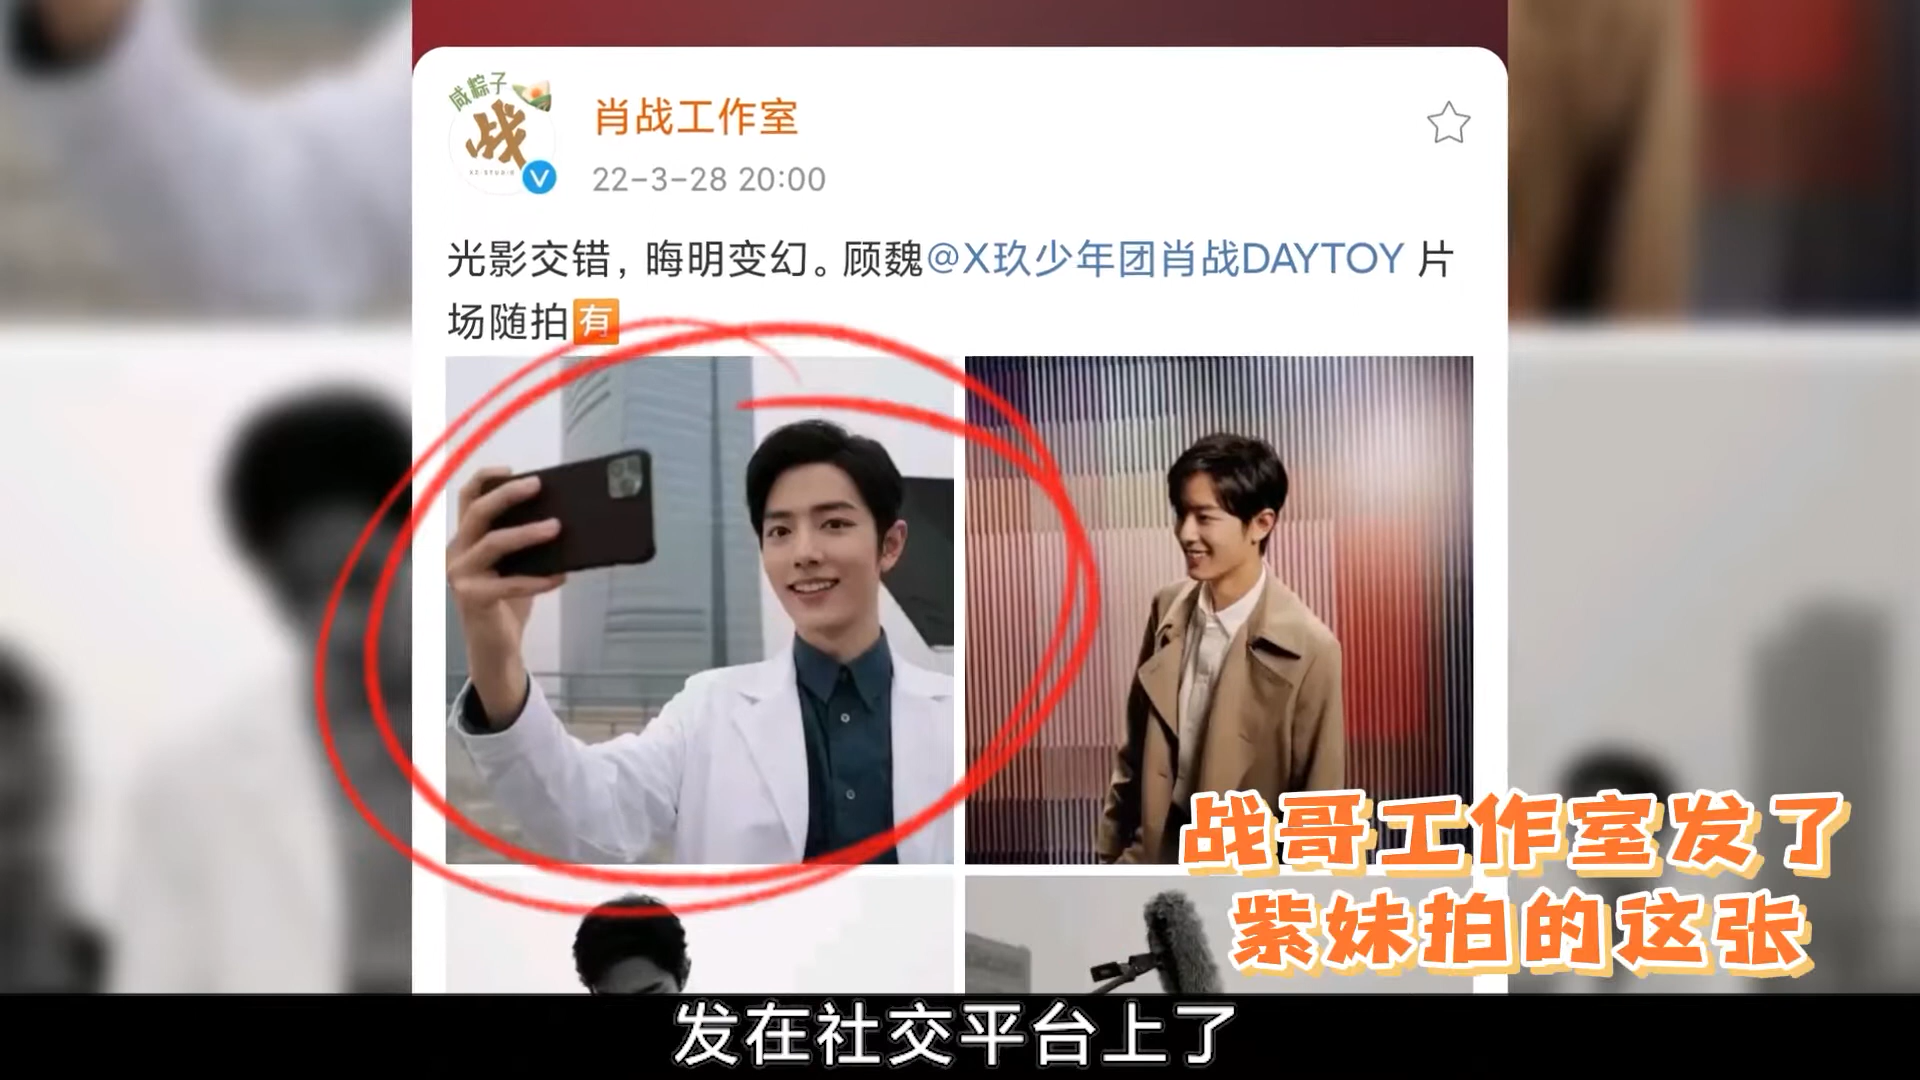 咸粽子
战
XZ·STUDIO
肖战工作室
22-3-28 20:00
光影交错，晦明变幻。顾魏@X玖少年团肖战DAYTOY 片
场随拍🈶
战哥工作室发了
紫妹拍的这张
发在社交平台上了